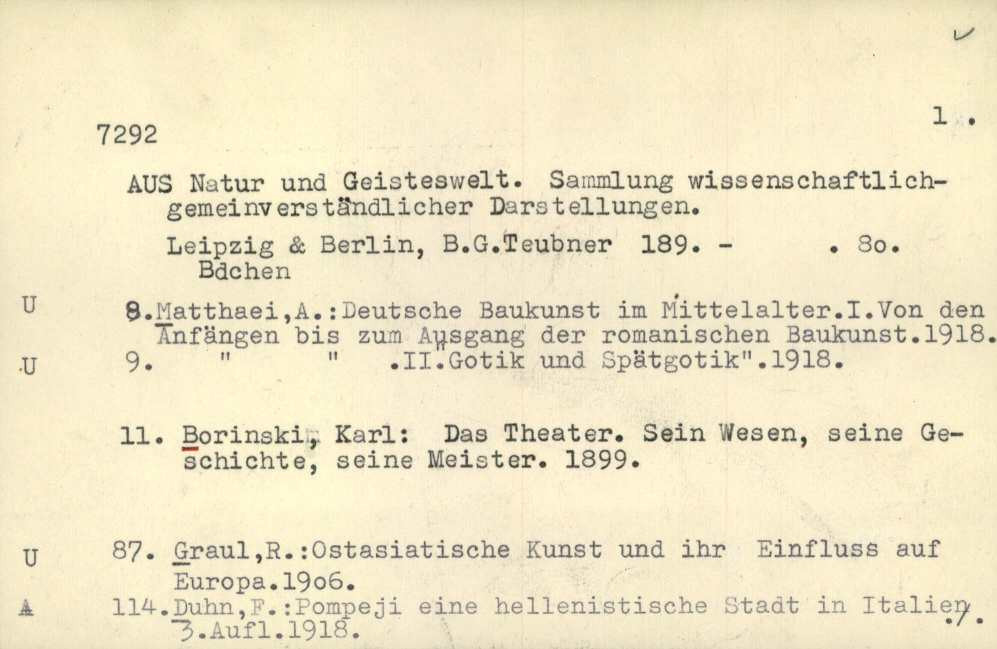 1 .
7292
AUS Natur und Geisteswelt. Sammlung wissenschaftlich-
gemeinverständlicher Darstellungen.
Leipzig & Berlin, B.G.Teubner 189. - . 8o.
Bdchen
U 8.Matthaei,A.:Deutsche Baukunst im Mittelalter.I.Von den
Anfängen bis zum Ausgang der romanischen Baukunst.1918.
U 9. " " .II.Gotik und Spätgotik".1918.
11. Borinski, Karl: Das Theater. Sein Wesen, seine Ge-
schichte, seine Meister. 1899.
U 87. Graul,R.:Ostasiatische Kunst und ihr Einfluss auf
Europa.19o6.
A 114.Duhn,F.:Pompeji eine hellenistische Stadt in Italien
3.Aufl.1918. ./.